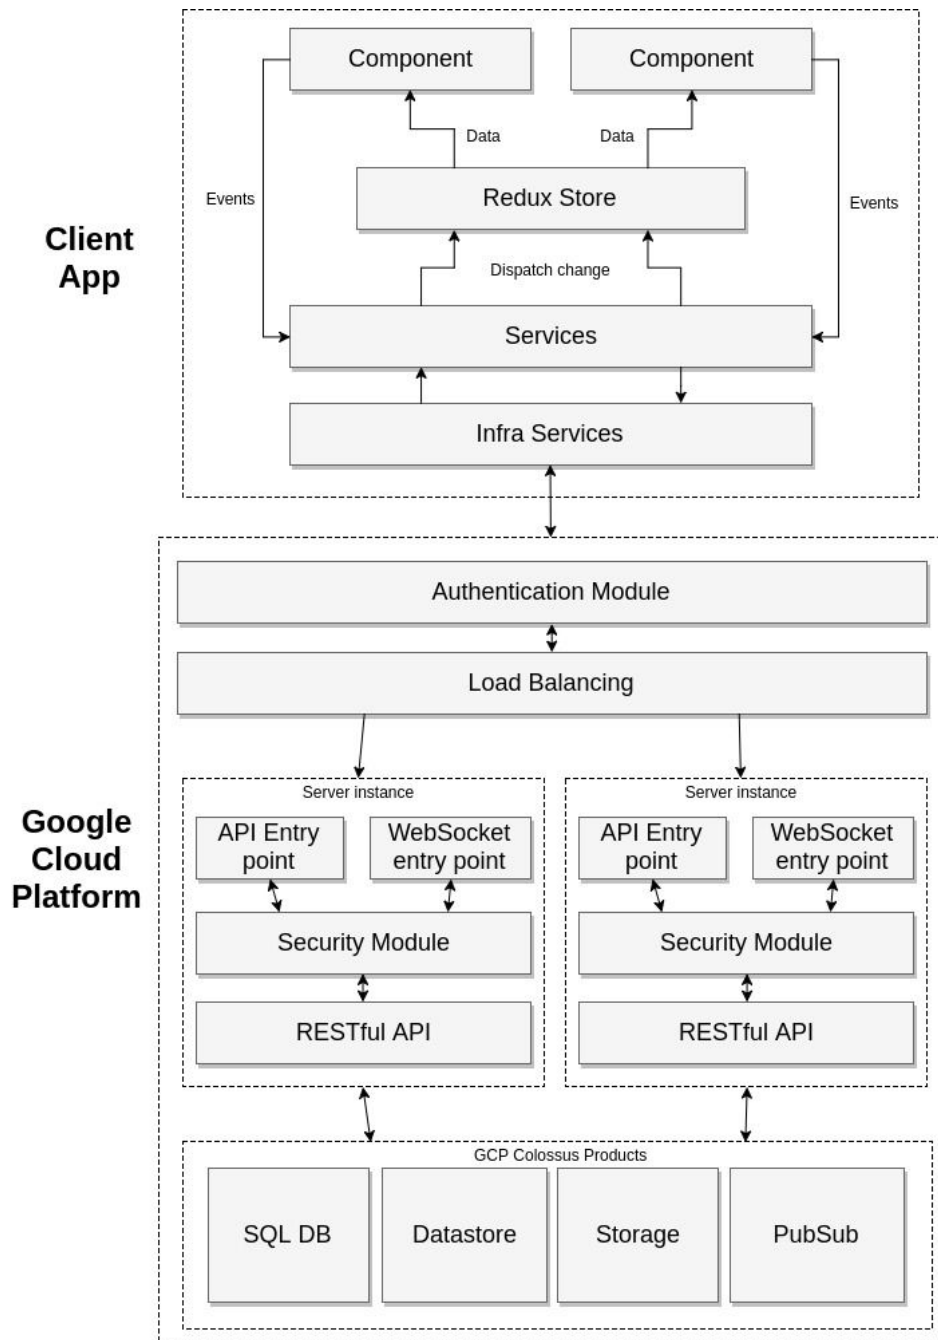 Component
Component
Data
Data
Events
Redux Store
Events
Client
App
Dispatch change
Services
Infra Services
Authentication Module
Load Balancing
Google
Cloud
Platform
Server instance
API Entry
point
WebSocket
entry point
Security Module
RESTful API
Server instance
API Entry
point
WebSocket
entry point
Security Module
RESTful API
GCP Colossus Products
SQL DB
Datastore
Storage
PubSub